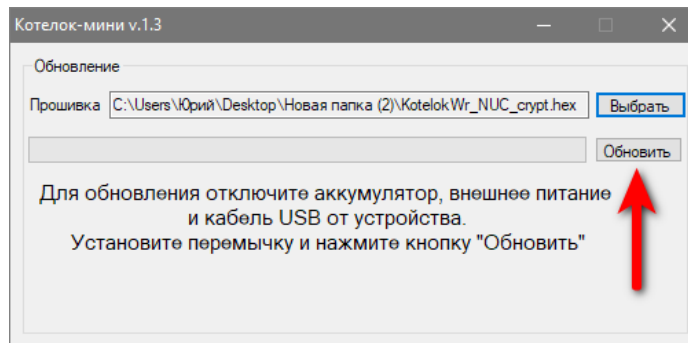 Котелок-мини v.1.3
Обновление
Прошивка C:\Users\Юрий\Desktop\Новая папка (2)\KotelokWr_NUC_crypt.hex Выбрать
Обновить
Для обновления отключите аккумулятор, внешнее питание
и кабель USB от устройства.
Установите перемычку и нажмите кнопку "Обновить"